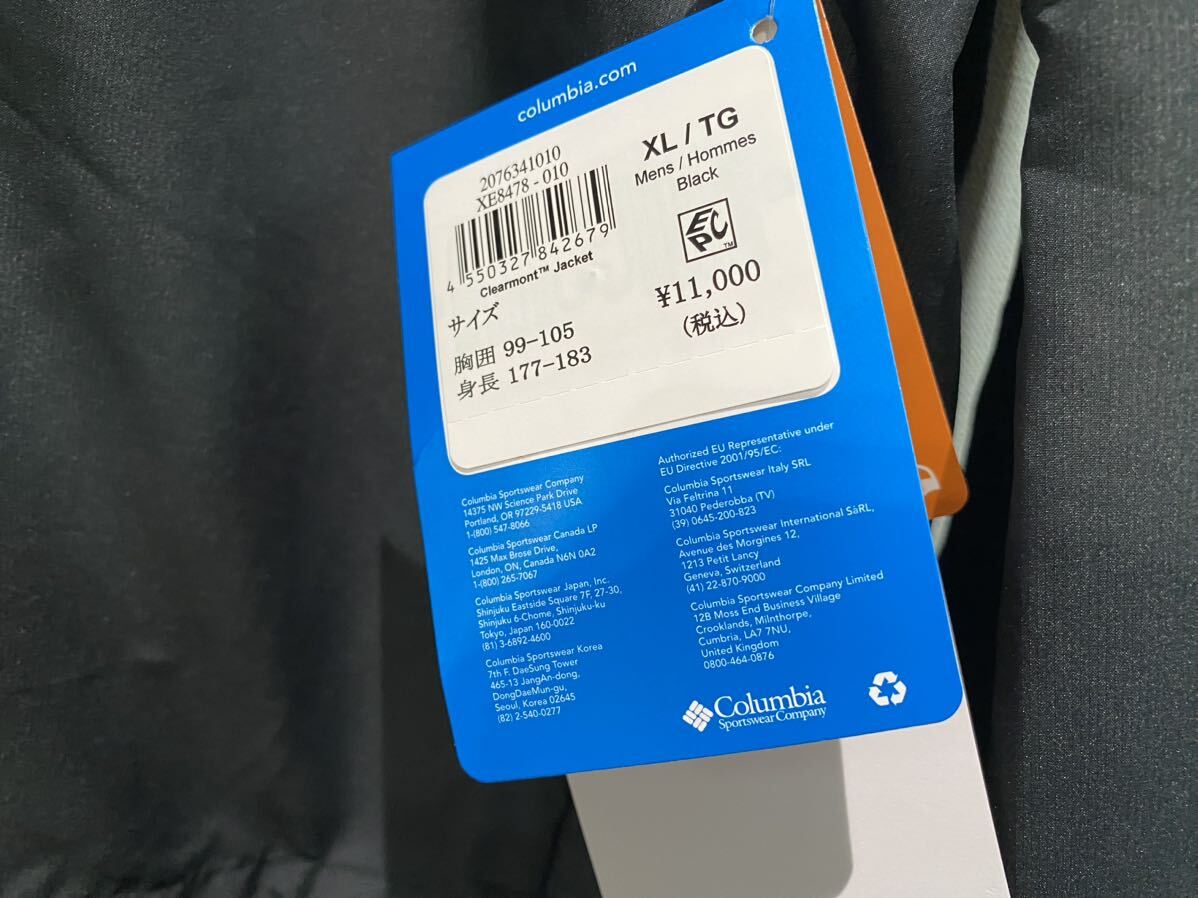 columbia.com
2076341010
XE8478-010
4 550327 842679
Clearmont™ Jacket
サイズ
胸囲 99-105
身長 177-183
XL / TG
Mens / Hommes
Black
EPC™
¥11,000
(税込)
Columbia Sportswear Company
14375 NW Science Park Drive
Portland, OR 97229-5418 USA
1-(800) 547-8066
Columbia Sportswear Canada LP
1425 Max Brose Drive,
London, ON, Canada N6N 0A2
1-(800) 265-7067
Columbia Sportswear Japan, Inc.
Shinjuku Eastside Square 7F, 27-30,
Shinjuku 6-Chome, Shinjuku-ku
Tokyo, Japan 160-0022
(81) 3-6892-4600
Columbia Sportswear Korea
7th F. DaeSung Tower
465-13 JangAn-dong,
DongDaeMun-gu,
Seoul, Korea 02645
(82) 2-540-0277
Authorized EU Representative under
EU Directive 2001/95/EC:
Columbia Sportswear Italy SRL
Via Feltrina 11
31040 Pederobba (TV)
(39) 0645-200-823
Columbia Sportswear International SàRL,
Avenue des Morgines 12,
1213 Petit Lancy
Geneva, Switzerland
(41) 22-870-9000
Columbia Sportswear Company Limited
12B Moss End Business Village
Crooklands, Milnthorpe,
Cumbria, LA7 7NU,
United Kingdom
0800-464-0876
Columbia
Sportswear Company